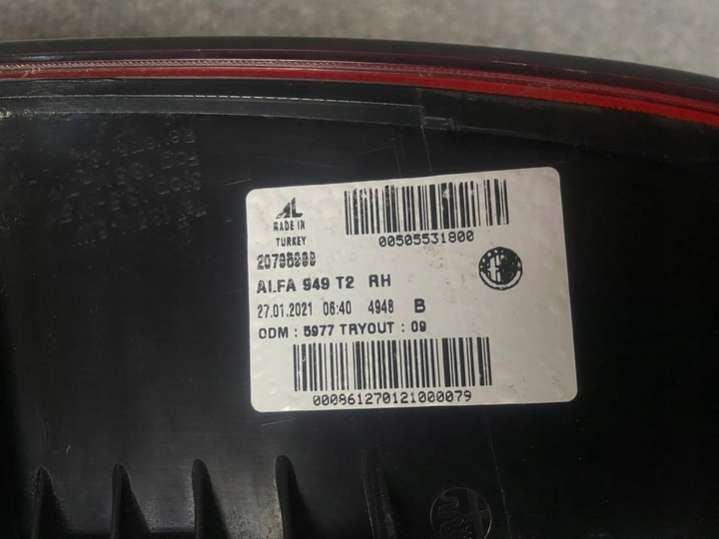 AL
MADE IN
TURKEY
00505531800
ALFA 949 T2 RH
27.01.2021 06:40 4948 B
ODM : 5977 TRYOUT : 09
000861270121000079